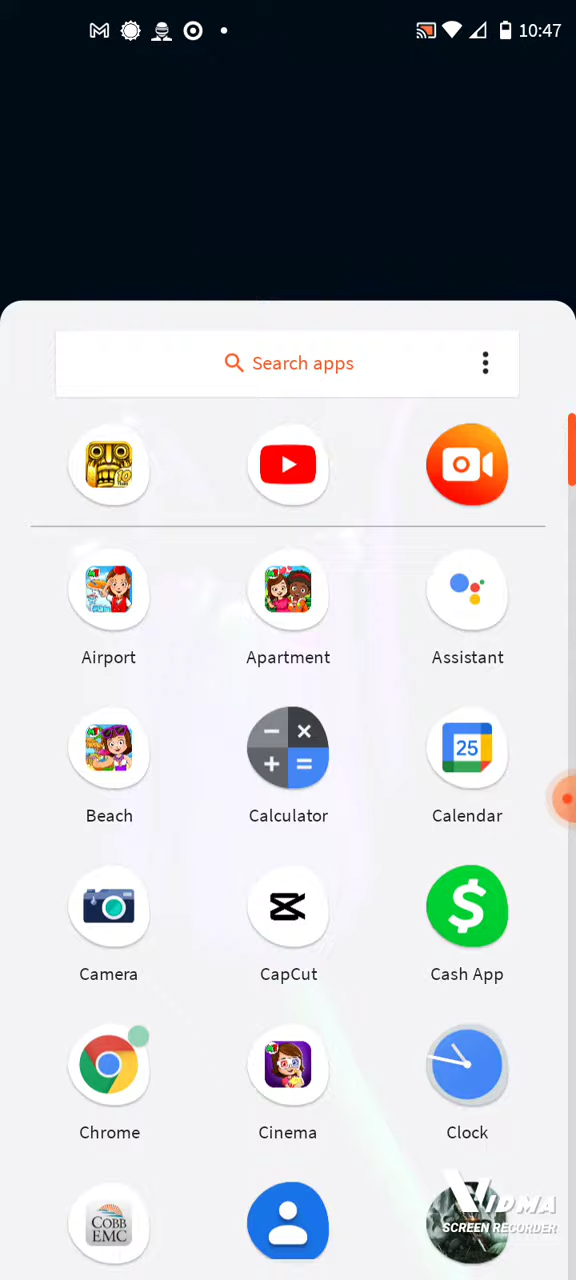 10:47
Search apps
Airport
Apartment
Assistant
Beach
Calculator
25
Calendar
Camera
CapCut
$
Cash App
Chrome
Cinema
Clock
COBB
EMC
VIDMA
SCREEN RECORDER